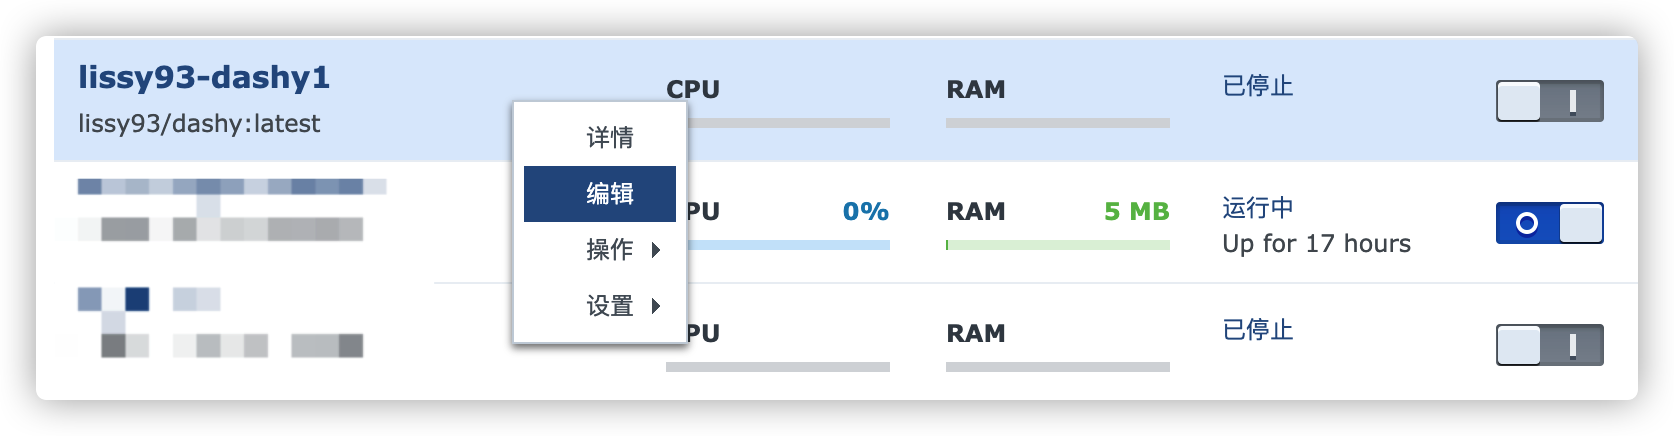 lissy93-dashy1
lissy93/dashy:latest
CPU
RAM
已停止
详情
编辑
操作
设置
PU
0%
RAM
5 MB
运行中
Up for 17 hours
PU
RAM
已停止